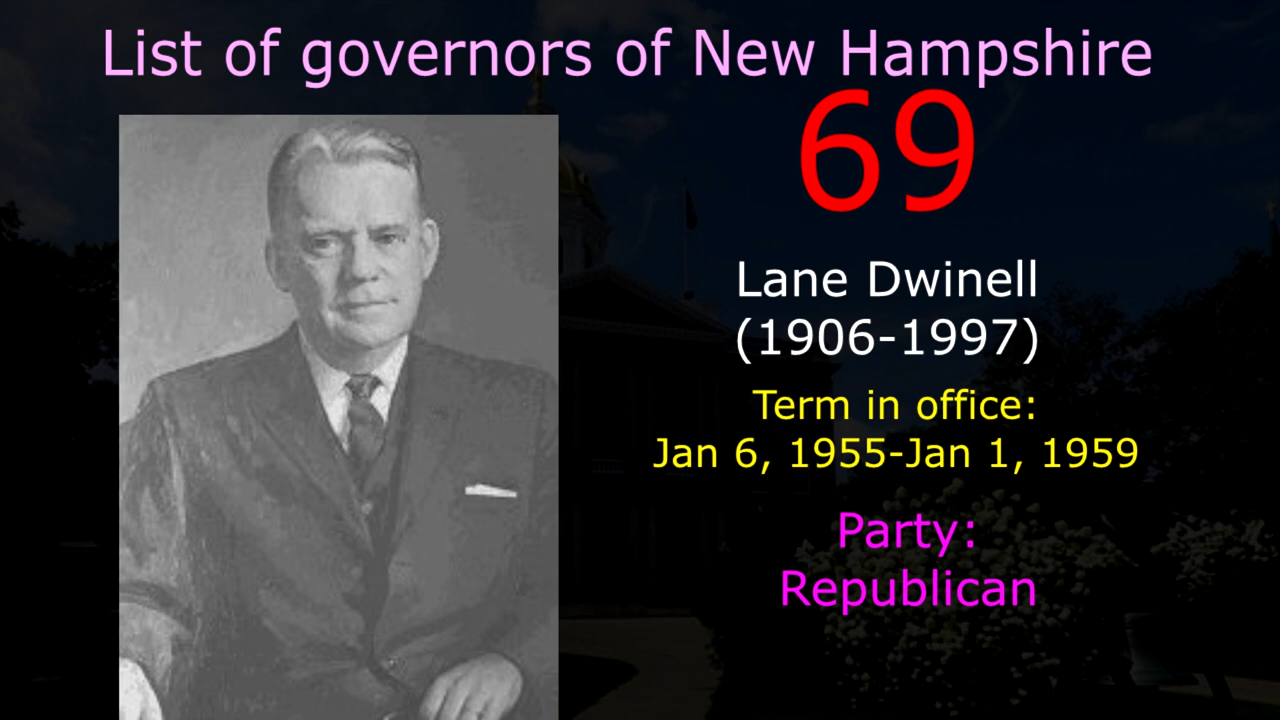 List of governors of New Hampshire
69
Lane Dwinell
(1906-1997)
Term in office:
Jan 6, 1955-Jan 1, 1959
Party:
Republican